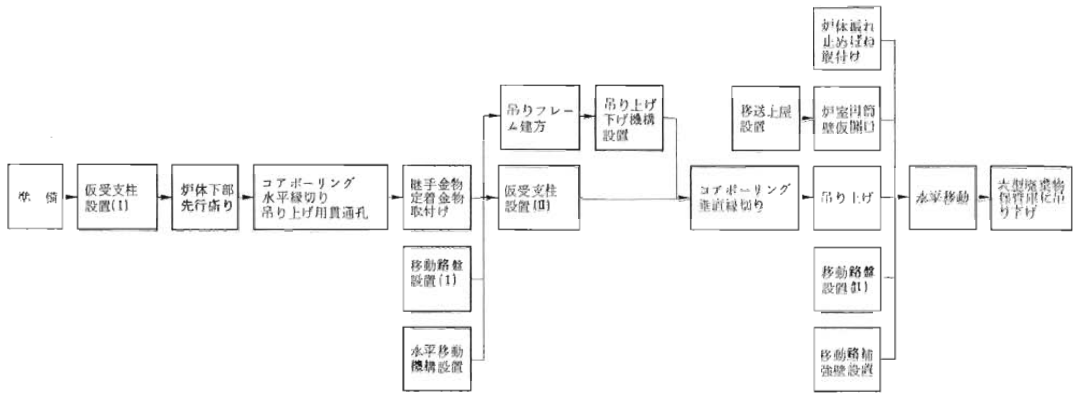 準備
仮受支柱
設置(I)
炉体下部
先行斫り
コアボーリング
水平縁切り
吊り上げ用貫通孔
継手金物
定着金物
取付け
移動路盤
設置(I)
水平移動
機構設置
吊りフレー
ム建方
吊り上げ
下げ機構
設置
仮受支柱
設置(II)
コアボーリング
垂直縁切り
移送上屋
設置
炉体振れ
止めばね
取付け
炉室円筒
壁仮開口
吊り上げ
移動路盤
設置(II)
移動路補
強壁設置
水平移動
大型廃棄物
保管庫に吊
り下げ